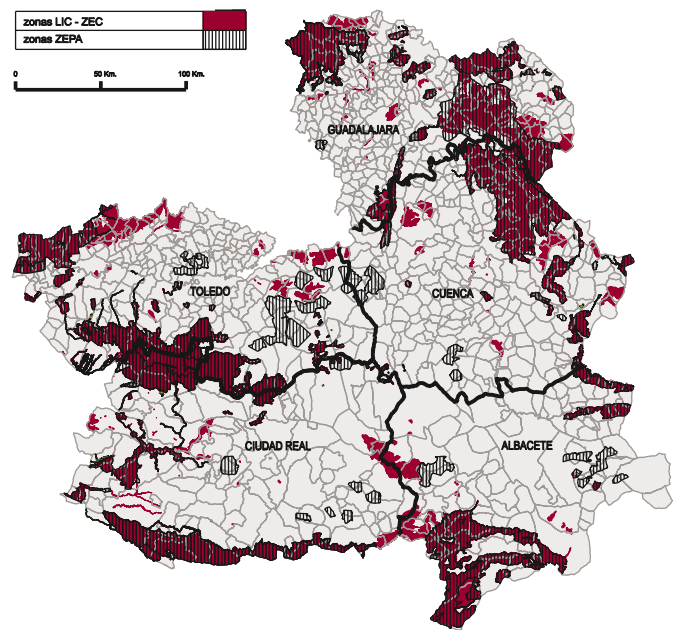 zonas LIC - ZEC
zonas ZEPA
0 50 Km. 100 Km.
GUADALAJARA
TOLEDO
CUENCA
CIUDAD REAL
ALBACETE